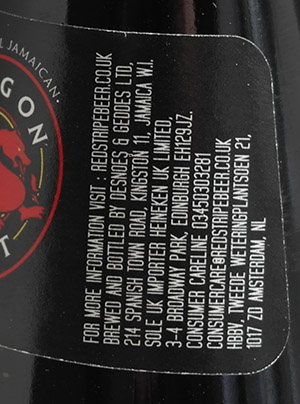 L JAMAICAN.
GON
T
FOR MORE INFORMATION VISIT : REDSTRIPEBEER.CO.UK
BREWED AND BOTTLED BY DESNOES & GEDDES LTD,
214 SPANISH TOWN ROAD, KINGSTON 11, JAMAICA W.I.
SOLE UK IMPORTER HEINEKEN UK LIMITED,
3-4 BROADWAY PARK, EDINBURGH EH129JZ.
CONSUMER CARELINE 03450303281
CONSUMERCARE@REDSTRIPEBEER.CO.UK
HBBV, TWEEDE WETERINGPLANTSOEN 21,
1017 ZD AMSTERDAM, NL